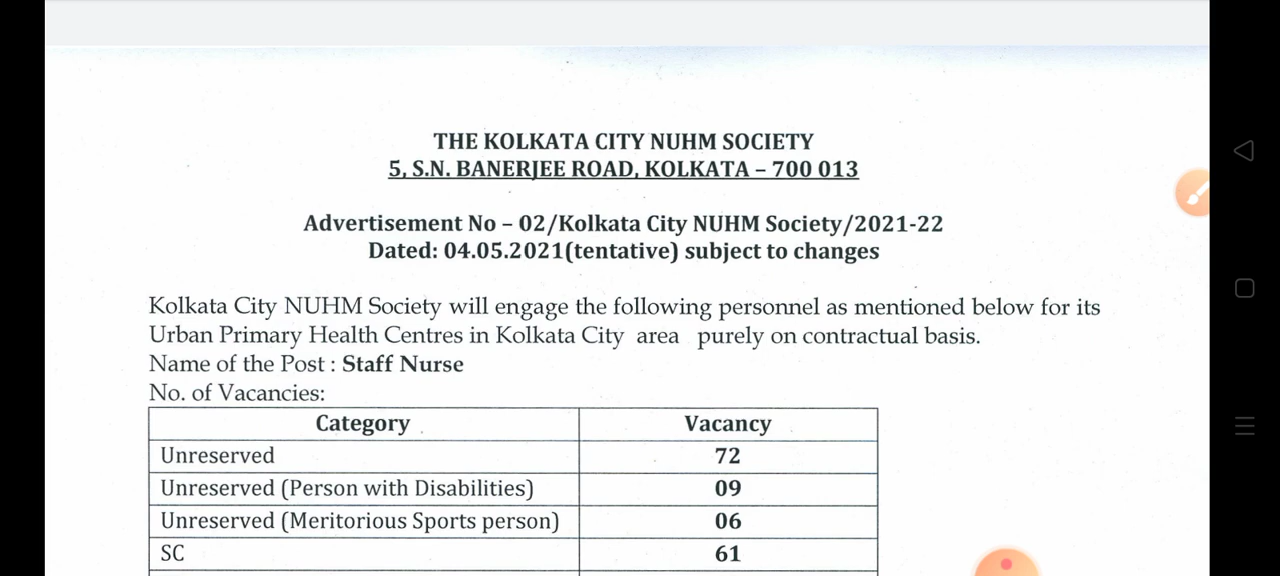 THE KOLKATA CITY NUHM SOCIETY
5, S.N. BANERJEE ROAD, KOLKATA – 700 013
Advertisement No – 02/Kolkata City NUHM Society/2021-22
Dated: 04.05.2021(tentative) subject to changes
Kolkata City NUHM Society will engage the following personnel as mentioned below for its
Urban Primary Health Centres in Kolkata City area purely on contractual basis.
Name of the Post : Staff Nurse
No. of Vacancies:
Category Vacancy
Unreserved 72
Unreserved (Person with Disabilities) 09
Unreserved (Meritorious Sports person) 06
SC 61